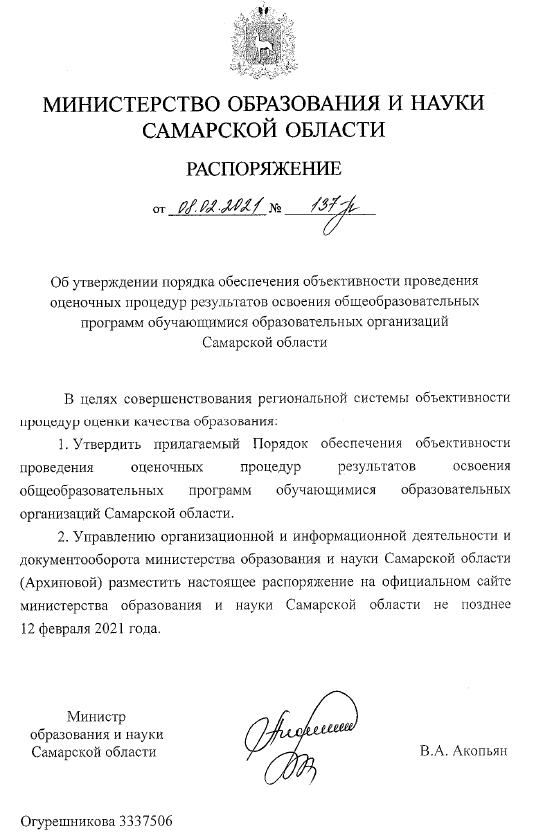 МИНИСТЕРСТВО ОБРАЗОВАНИЯ И НАУКИ
САМАРСКОЙ ОБЛАСТИ
РАСПОРЯЖЕНИЕ
от 08.02.2021 № 137-р
Об утверждении порядка обеспечения объективности проведения
оценочных процедур результатов освоения общеобразовательных
программ обучающимися образовательных организаций
Самарской области
В целях совершенствования региональной системы объективности
процедур оценки качества образования:
1. Утвердить прилагаемый Порядок обеспечения объективности
проведения оценочных процедур результатов освоения
общеобразовательных программ обучающимися образовательных
организаций Самарской области.
2. Управлению организационной и информационной деятельности и
документооборота министерства образования и науки Самарской области
(Архиповой) разместить настоящее распоряжение на официальном сайте
министерства образования и науки Самарской области не позднее
12 февраля 2021 года.
Министр
образования и науки
Самарской области
В.А. Акопьян
Огурешникова 3337506